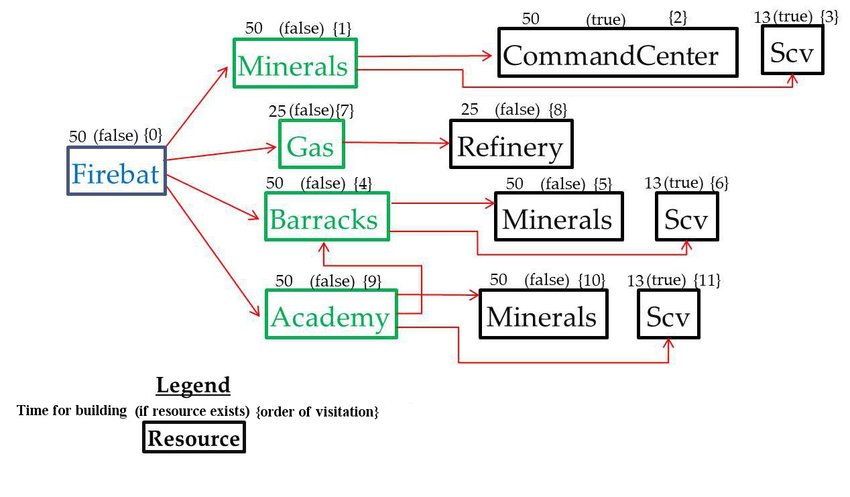 50 (false) {1}
Minerals
50 (true) {2}
CommandCenter
13 (true) {3}
Scv
50 (false) {0}
Firebat
25 (false) {7}
Gas
25 (false) {8}
Refinery
50 (false) {4}
Barracks
50 (false) {5}
Minerals
13 (true) {6}
Scv
50 (false) {9}
Academy
50 (false) {10}
Minerals
13 (true) {11}
Scv
Legend
Time for building (if resource exists) {order of visitation}
Resource